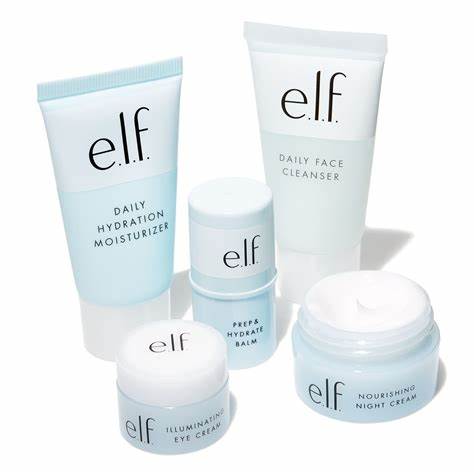 e.l.f.
DAILY
HYDRATION
MOISTURIZER
e.l.f.
DAILY FACE
CLEANSER
e.l.f.
PREP &
HYDRATE
BALM
e.l.f
e.l.f.
ILLUMINATING
EYE CREAM
e.l.f.
NOURISHING
NIGHT CREAM